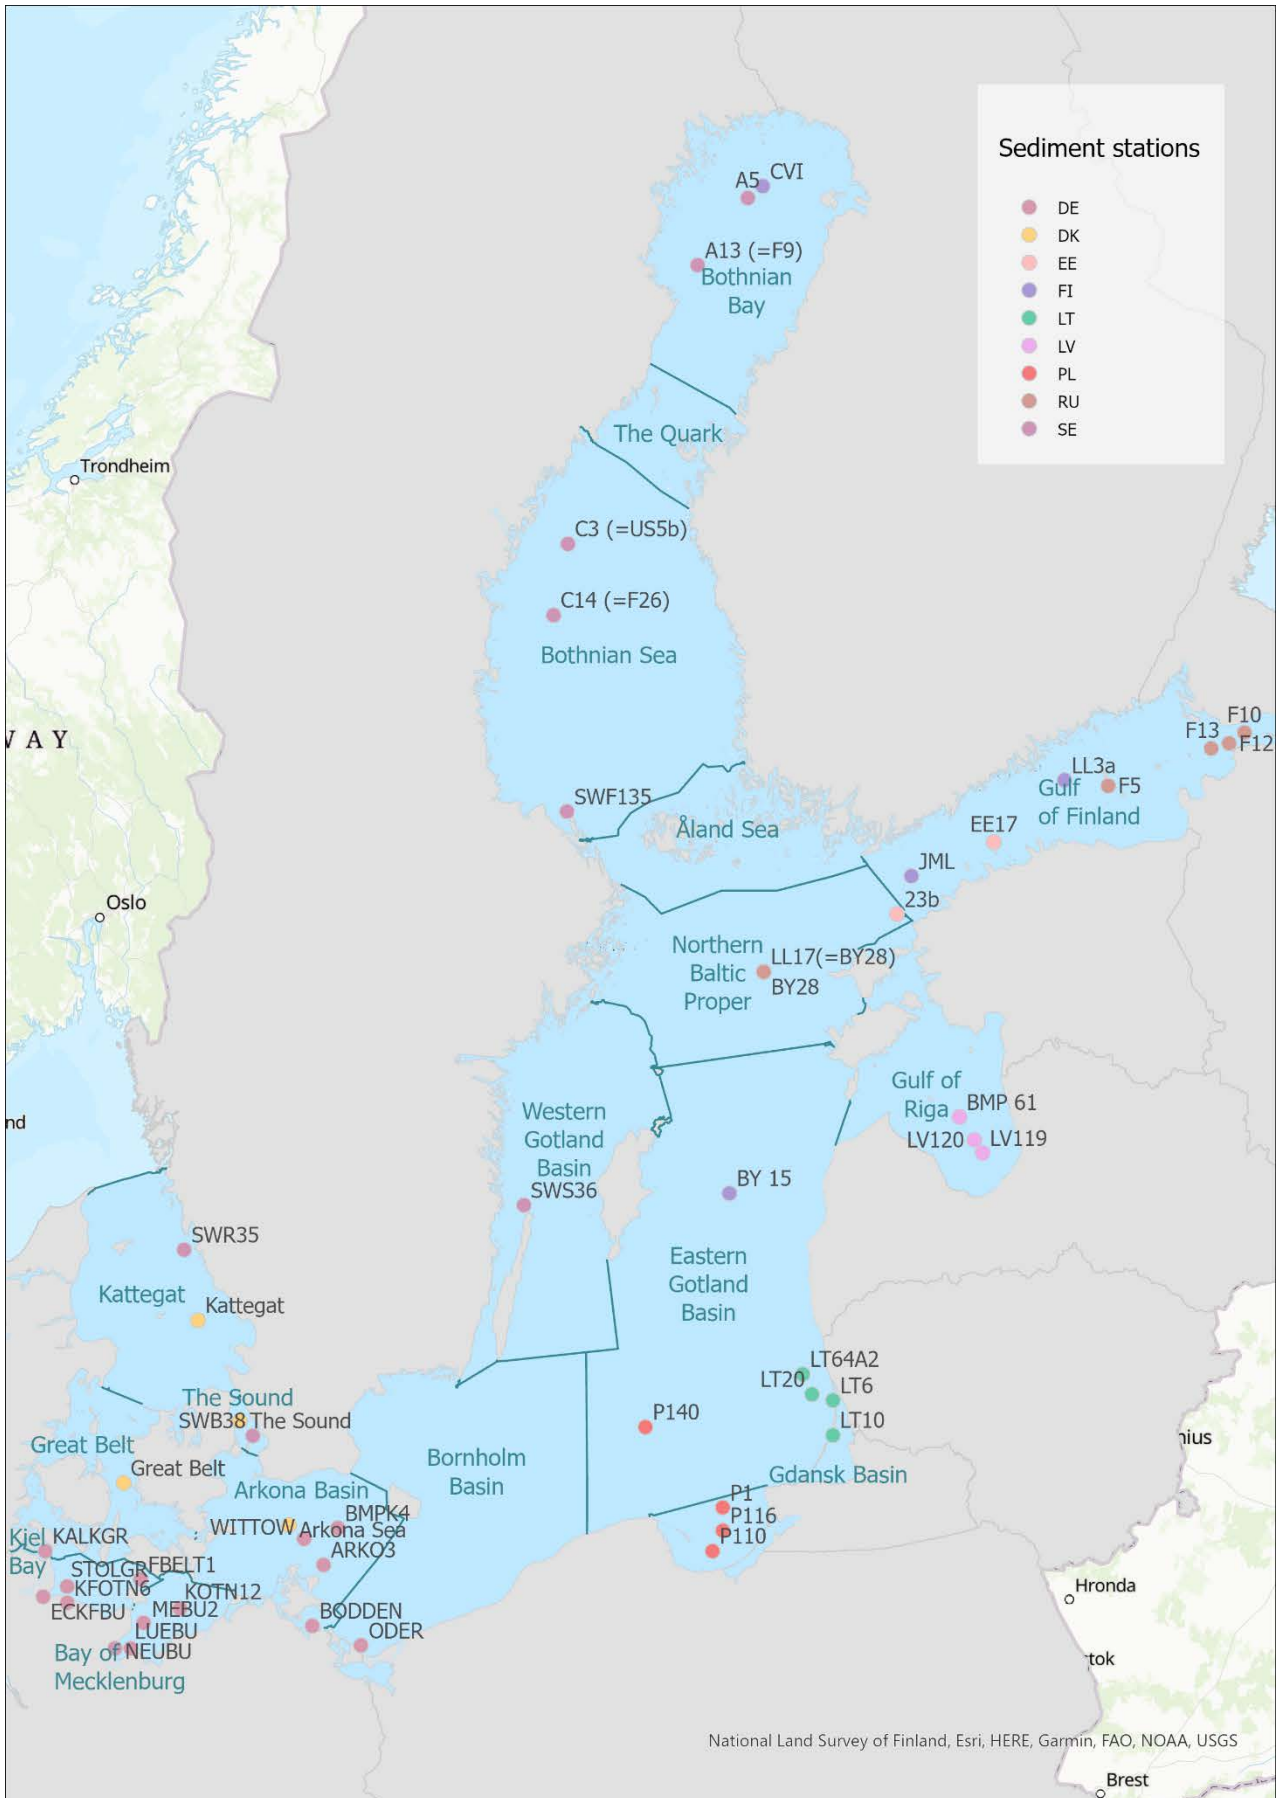 Sediment stations
DE
DK
EE
FI
LT
LV
PL
RU
SE
A5
CVI
A13 (=F9)
Bothnian
Bay
The Quark
Trondheim
C3 (=US5b)
C14 (=F26)
Bothnian Sea
F10
F13
F12
WAY
LL3a
F5
Gulf
of Finland
SWF135
EE17
Åland Sea
JML
Oslo
23b
Northern
Baltic
Proper
LL17(=BY28)
BY28
Gulf of
Riga
BMP 61
LV120
LV119
nd
Western
Gotland
Basin
SWS36
BY 15
SWR35
Eastern
Gotland
Basin
Kattegat
Kattegat
LT64A2
LT20
LT6
LT10
The Sound
SWB38
The Sound
P140
Great Belt
Great Belt
Bornholm
Basin
nius
Gdansk Basin
Arkona Basin
P1
P116
P110
BMPK4
WITTOW
Arkona Sea
ARKO3
Kiel
Bay
KALKGR
STOLGR
FBELT1
KFOTN6
KOTN12
ECKFBU
MEBU2
LUEBU
BODDEN
ODER
Bay of
Mecklenburg
NEUBU
Hronda
stok
National Land Survey of Finland, Esri, HERE, Garmin, FAO, NOAA, USGS
Brest